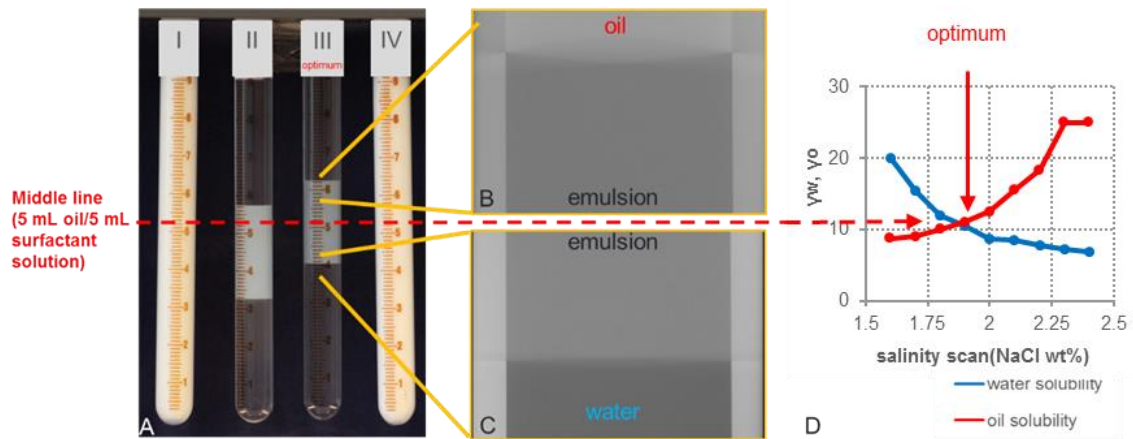 I
II
III
optimum
IV
Middle line
(5 mL oil/5 mL
surfactant
solution)
A
oil
emulsion
B
emulsion
water
C
optimum
γw, γo
30
20
10
0
1.5 1.75 2 2.25 2.5
salinity scan(NaCl wt%)
water solubility
oil solubility
D